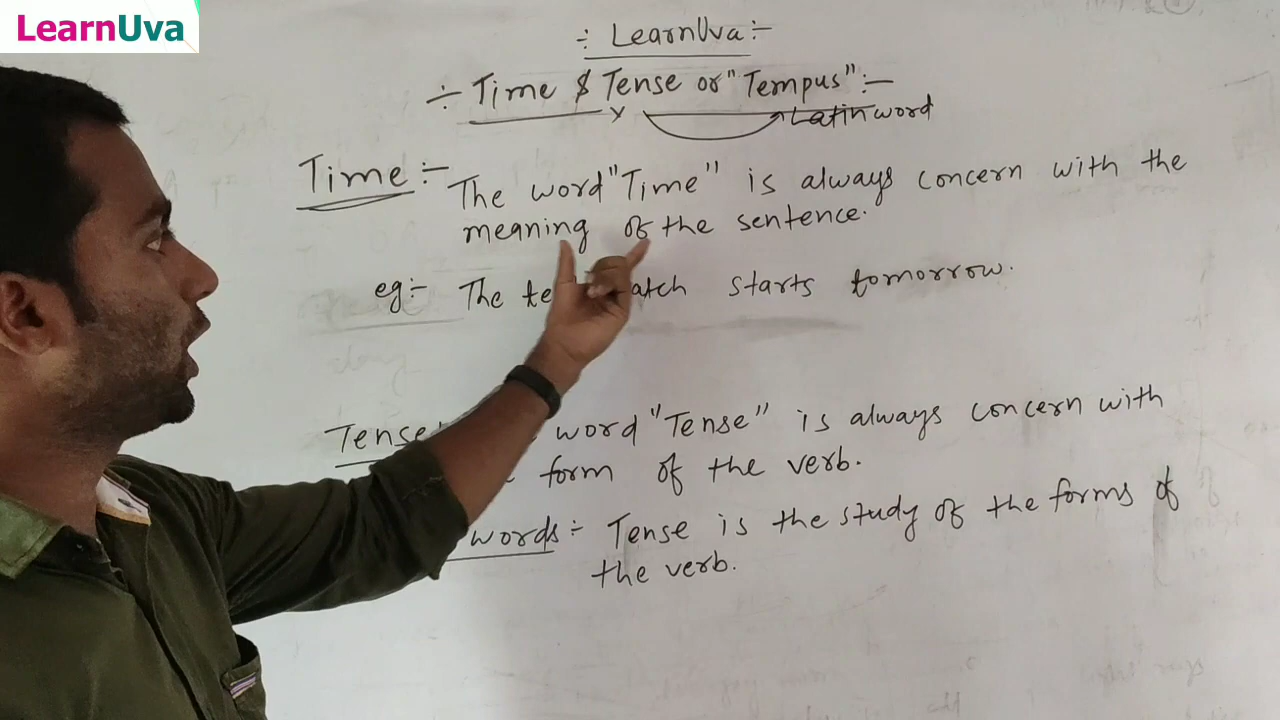 LearnUva
÷ LearnUva ÷
÷ Time & Tense or "Tempus" :-
Latin word
Time :- The word "Time" is always concern with the
meaning of the sentence.
eg:- The te atch starts tomorrow.
Tense word "Tense" is always concern with
form of the verb.
words :- Tense is the study of the forms of
the verb.